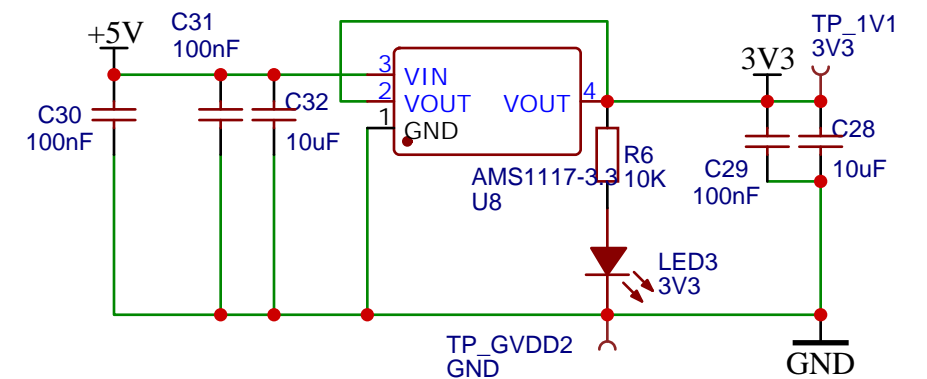 +5V
C31
100nF
TP_1V1
3V3
3V3
3
VIN
2
VOUT
VOUT
4
1
GND
C30
100nF
C32
10uF
C28
10uF
C29
100nF
R6
10K
AMS1117-3.3
U8
LED3
3V3
TP_GVDD2
GND
GND